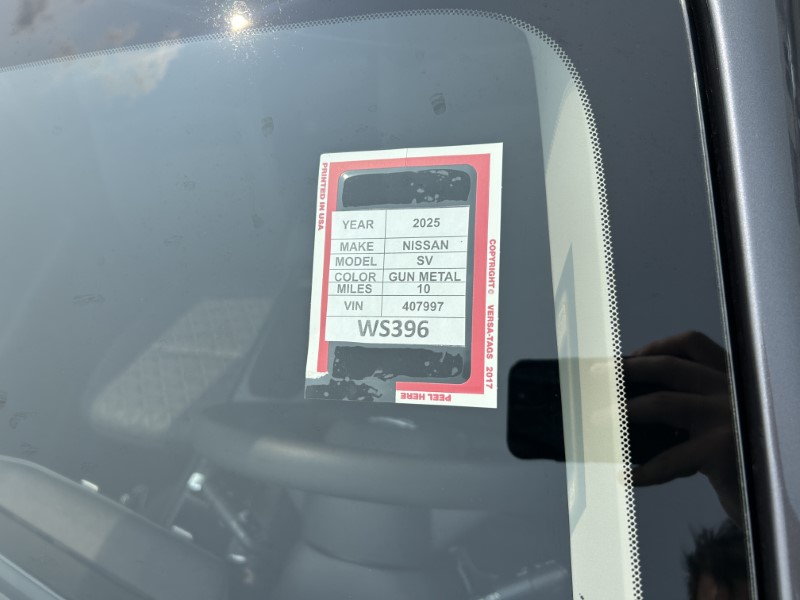 PRINTED IN USA
YEAR 2025
MAKE NISSAN
MODEL SV
COLOR GUN METAL
MILES 10
VIN 407997
WS396
COPYRIGHT© VERSA-TAGS 2017
PEEL HERE